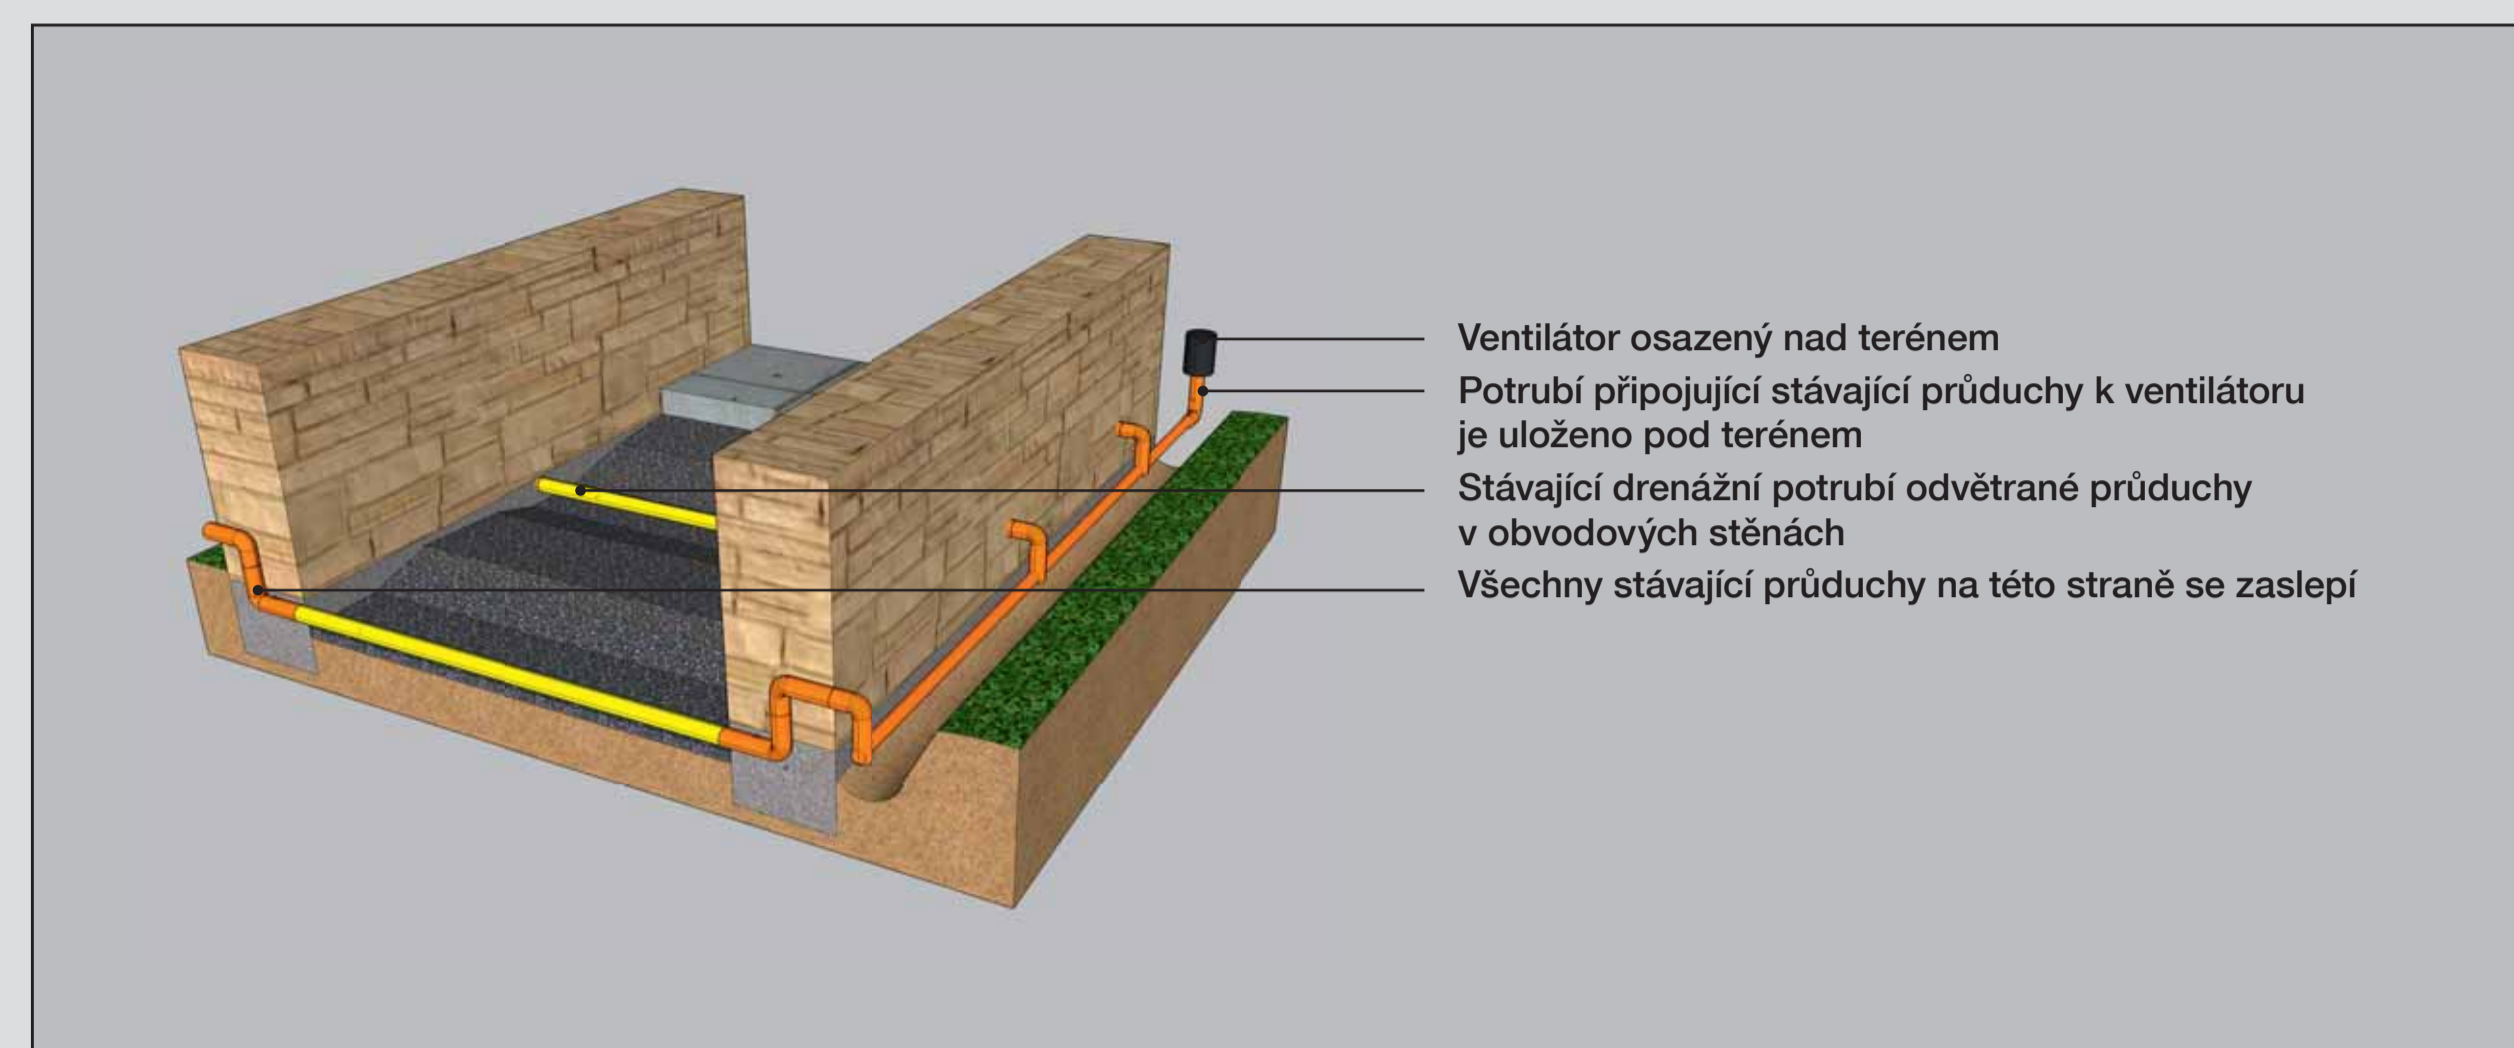 Ventilátor osazený nad terénem
Potrubí připojující stávající průduchy k ventilátoru
je uloženo pod terénem
Stávající drenážní potrubí odvětrané průduchy
v obvodových stěnách
Všechny stávající průduchy na této straně se zaslepí